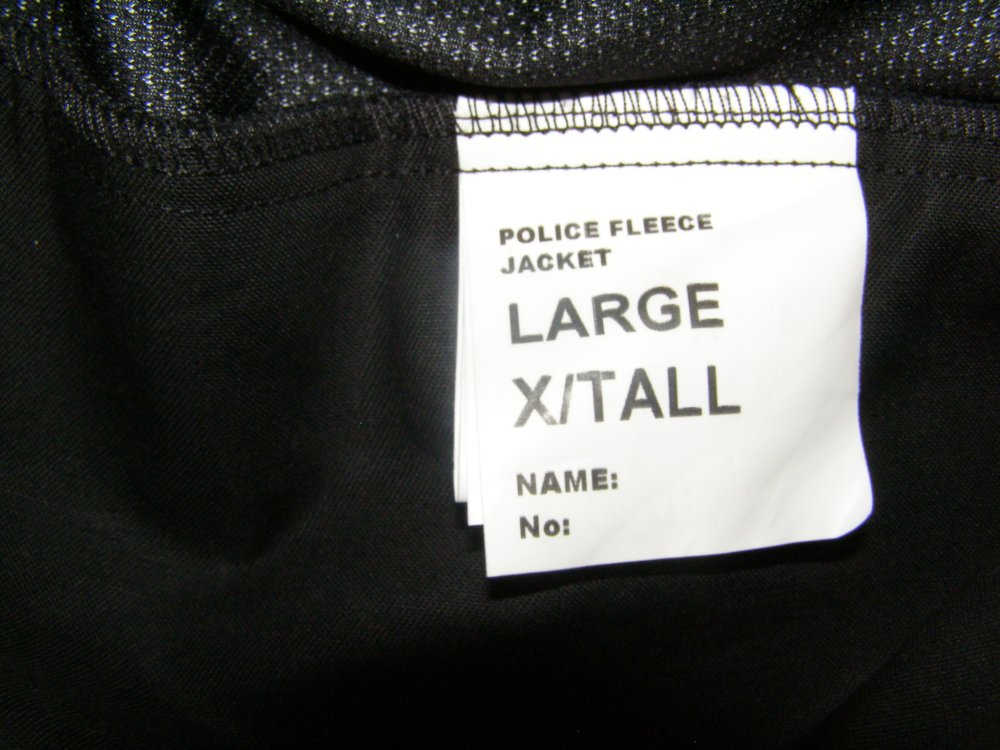 POLICE FLEECE
JACKET
LARGE
X/TALL
NAME:
No: